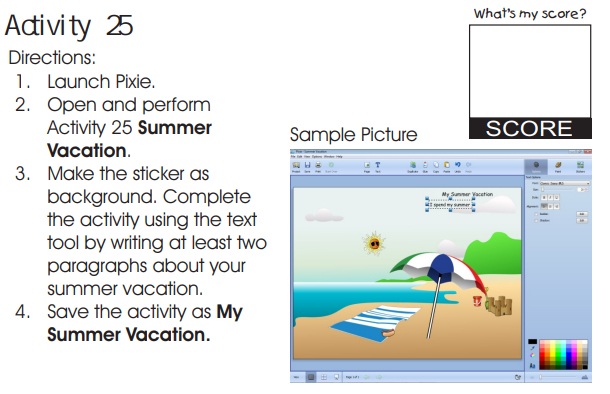 Activity 25
What's my score?
Directions:
1. Launch Pixie.
2. Open and perform
Activity 25 Summer
Vacation.
3. Make the sticker as
background. Complete
the activity using the text
tool by writing at least two
paragraphs about your
summer vacation.
4. Save the activity as My
Summer Vacation.
SCORE
Sample Picture
My Summer Vacation
I spend my summer